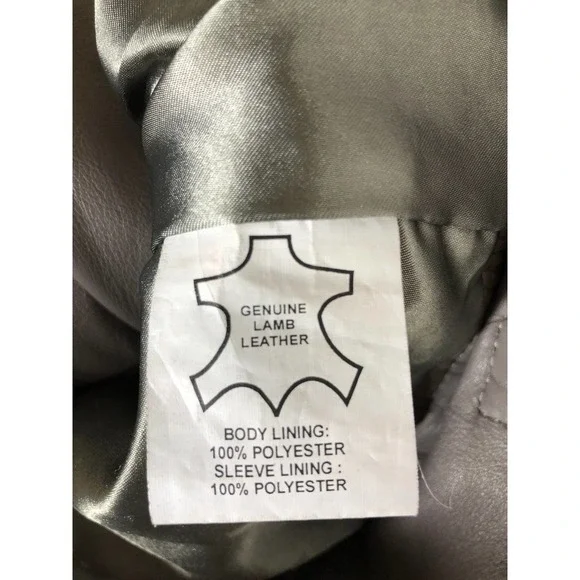 GENUINE
LAMB
LEATHER
BODY LINING:
100% POLYESTER
SLEEVE LINING :
100% POLYESTER